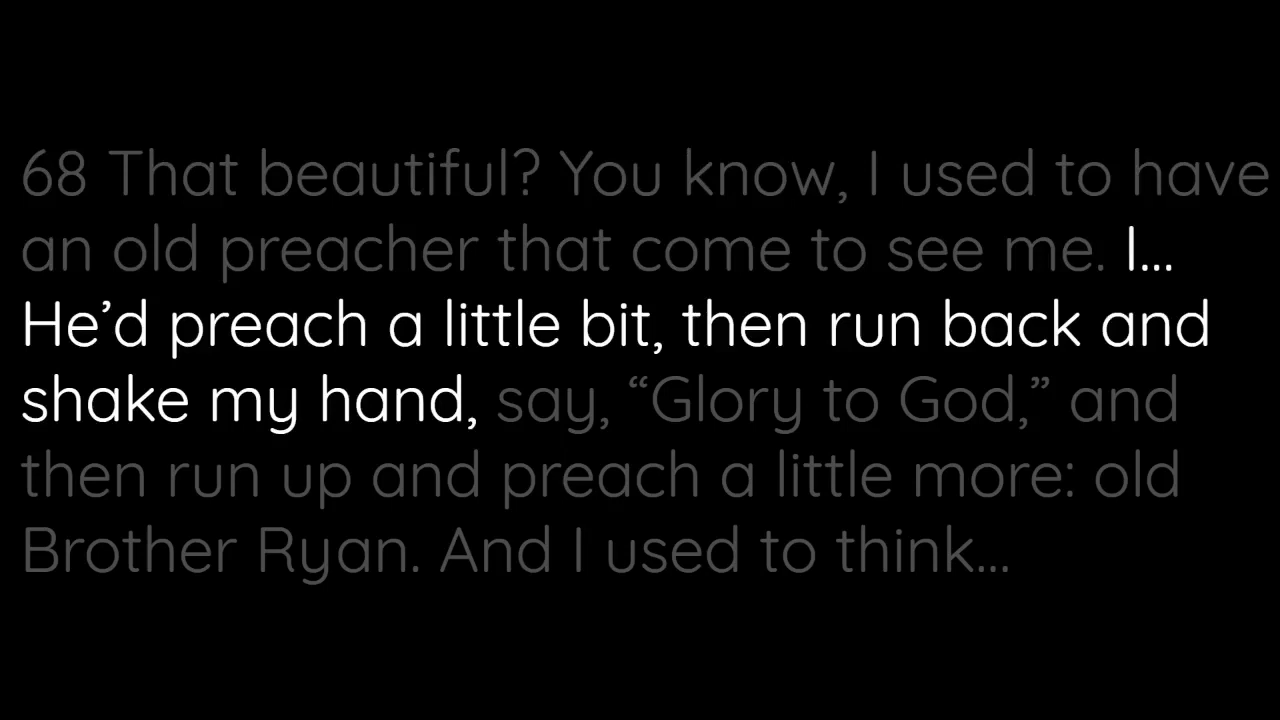 68 That beautiful? You know, I used to have
an old preacher that come to see me. I...
He’d preach a little bit, then run back and
shake my hand, say, “Glory to God,” and
then run up and preach a little more: old
Brother Ryan. And I used to think...